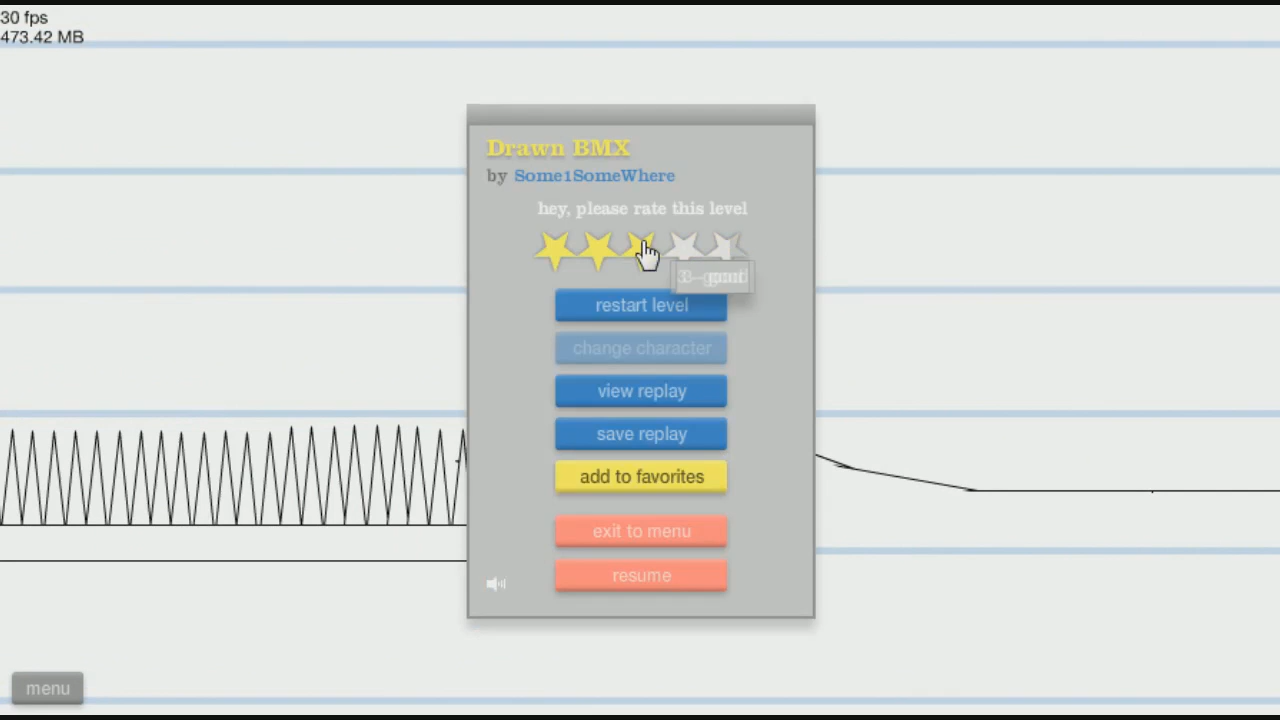 30 fps
473.42 MB
Drawn BMX
by Some1SomeWhere
hey, please rate this level
restart level
change character
view replay
save replay
add to favorites
exit to menu
resume
menu